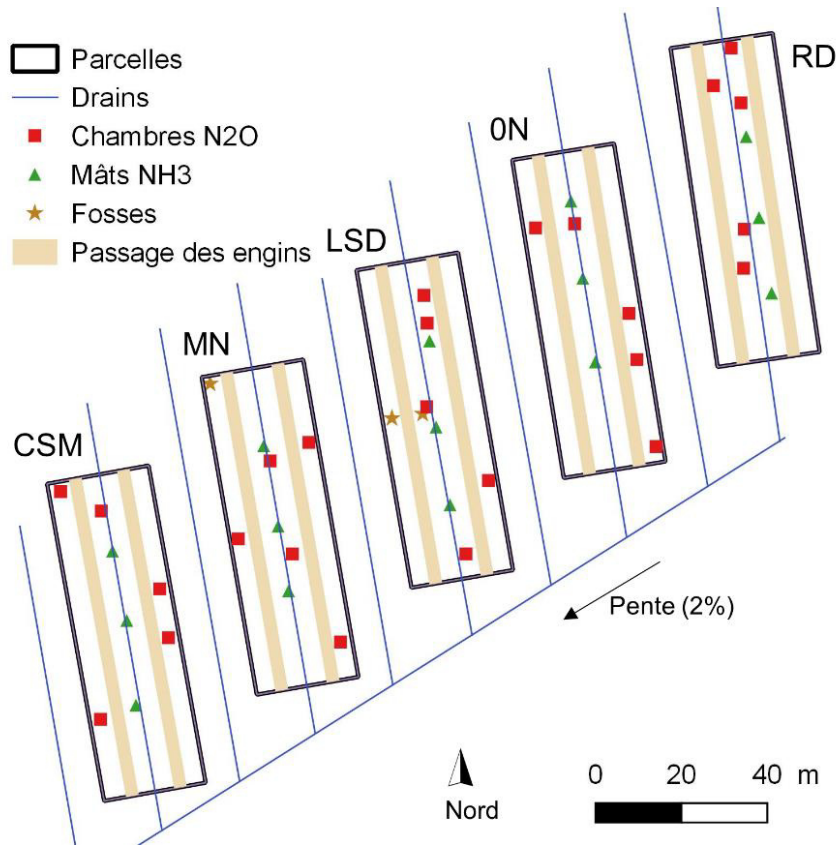 Parcelles
Drains
Chambres N2O
Mâts NH3
Fosses
Passage des engins
RD
0N
LSD
MN
CSM
Pente (2%)
Nord
0 20 40 m